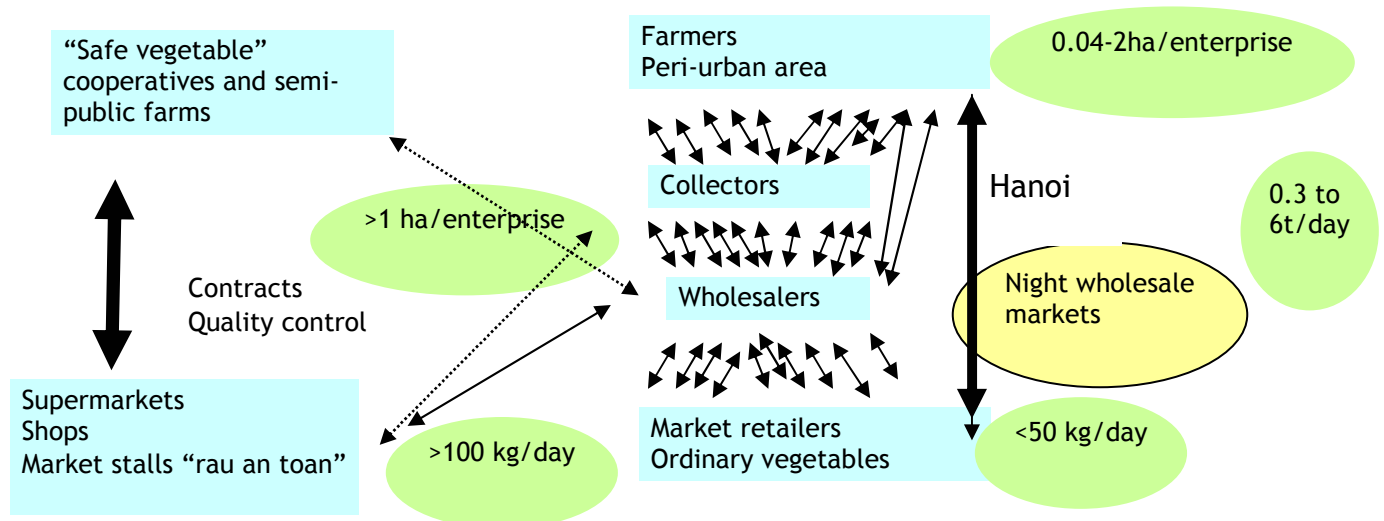 “Safe vegetable”
cooperatives and semi-
public farms
Farmers
Peri-urban area
0.04-2ha/enterprise
Collectors
Hanoi
0.3 to
6t/day
>1 ha/enterprise
Contracts
Quality control
Wholesalers
Night wholesale
markets
Supermarkets
Shops
Market stalls “rau an toan”
>100 kg/day
Market retailers
Ordinary vegetables
<50 kg/day